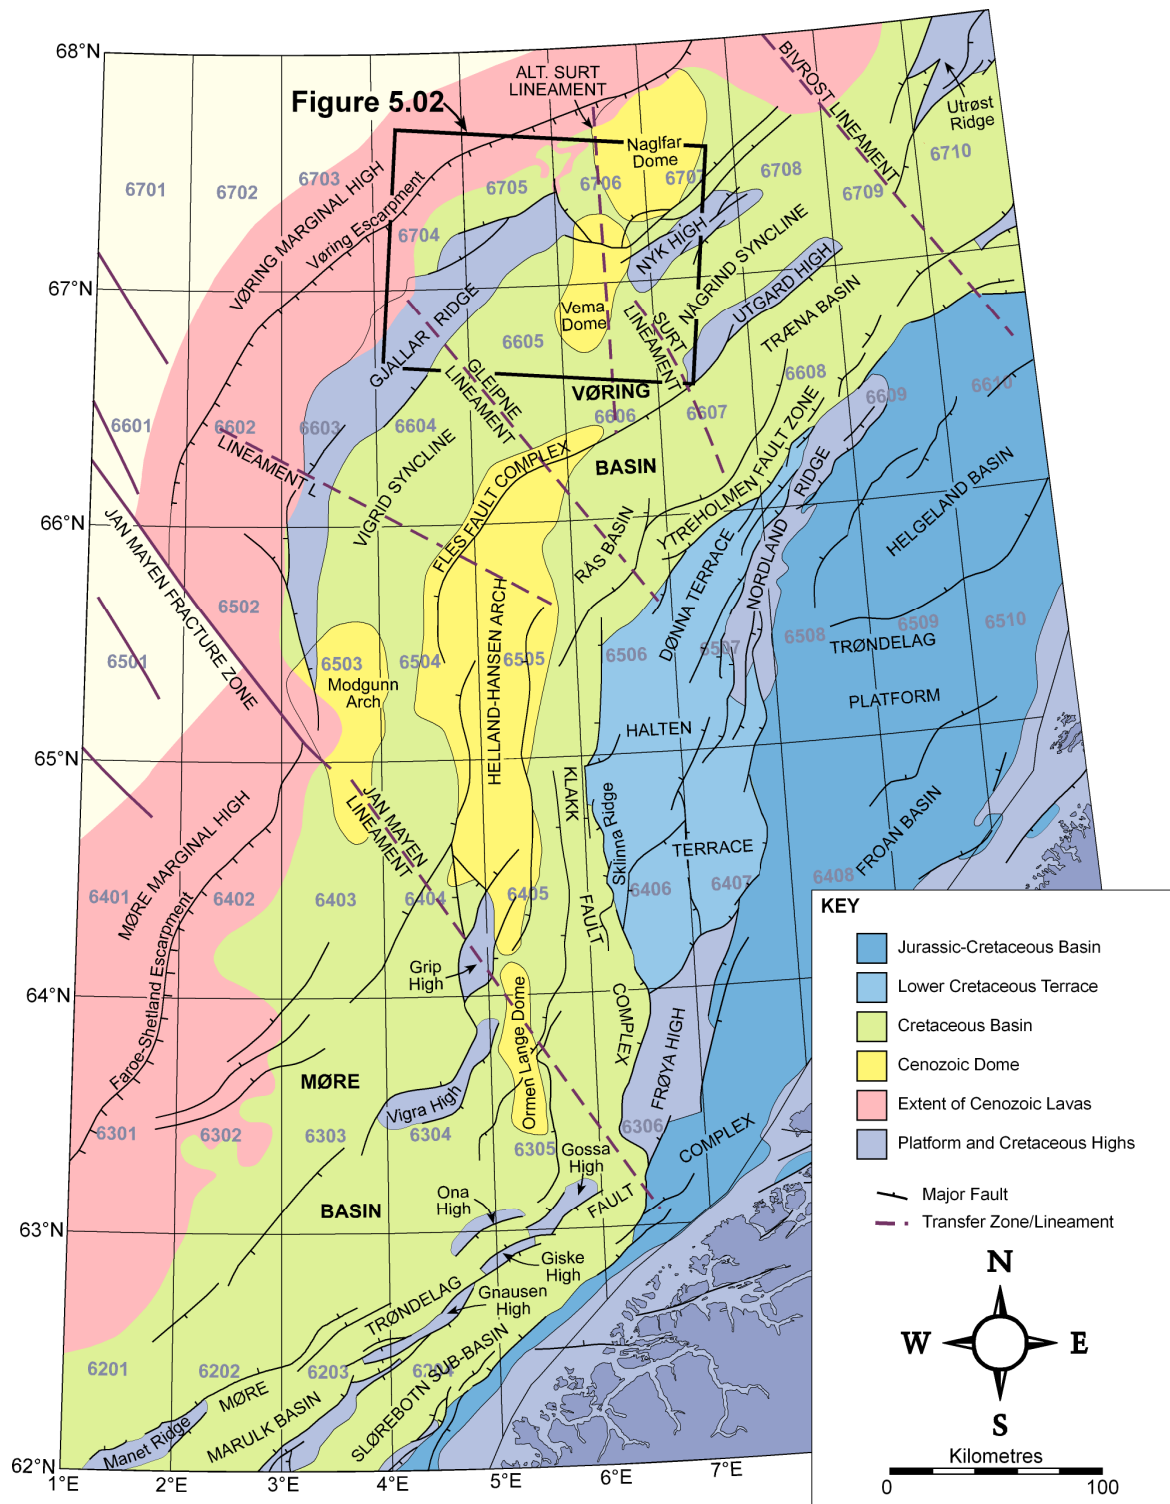 68°N
67°N
66°N
65°N
64°N
63°N
62°N
1°E
2°E
3°E
4°E
5°E
6°E
7°E
Figure 5.02
ALT. SURT
LINEAMENT
BIVROST LINEAMENT
Utrøst
Ridge
Naglfar
Dome
6701
6702
6703
6704
6705
6706
6707
6708
6709
6710
VØRING MARGINAL HIGH
Vøring Escarpment
NYK HIGH
NÅGRIND SYNCLINE
UTGARD HIGH
Vema
Dome
SURT
LINEAMENT
TRÆNA BASIN
GJALLAR RIDGE
GLEIPNE
LINEAMENT
6601
6602
6603
6604
6605
6606
6607
6608
6609
6610
VØRING
BASIN
LINEAMENT L
VIGRID SYNCLINE
FLES FAULT COMPLEX
YTREHOLMEN FAULT ZONE
RIDGE
NORDLAND
HELGELAND BASIN
RÅS BASIN
JAN MAYEN FRACTURE ZONE
DØNNA TERRACE
6501
6502
6503
6504
6505
6506
6507
6508
6509
6510
Modgunn
Arch
HELLAND-HANSEN ARCH
TRØNDELAG
PLATFORM
HALTEN
TERRACE
KLAKK
FAULT
COMPLEX
Sklinna Ridge
FROAN BASIN
JAN MAYEN
LINEAMENT
MØRE MARGINAL HIGH
Faroe-Shetland Escarpment
6401
6402
6403
6404
6405
6406
6407
6408
Grip
High
Ormen Lange Dome
FRØYA HIGH
MØRE
BASIN
Vigra High
6301
6302
6303
6304
6305
6306
Gossa
High
Ona
High
Giske
High
Gnausen
High
MØRE
TRØNDELAG
FAULT
COMPLEX
6201
6202
6203
6204
Manet Ridge
MARULK BASIN
SLØREBOTN SUB-BASIN
KEY
Jurassic-Cretaceous Basin
Lower Cretaceous Terrace
Cretaceous Basin
Cenozoic Dome
Extent of Cenozoic Lavas
Platform and Cretaceous Highs
Major Fault
Transfer Zone/Lineament
N
W
E
S
Kilometres
0
100